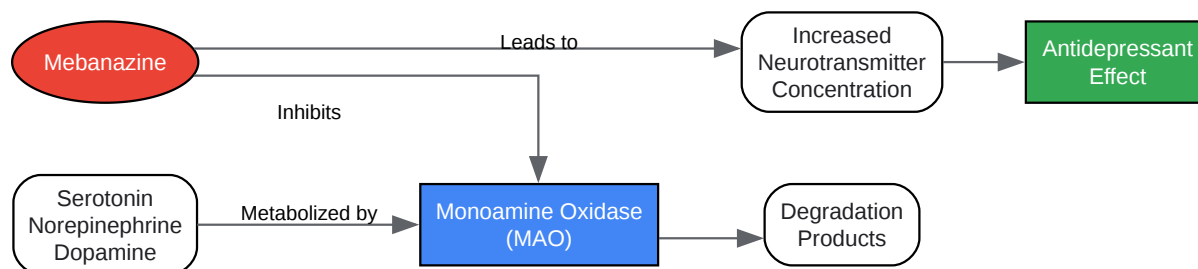 Mebanazine
Leads to
Increased
Neurotransmitter
Concentration
Antidepressant
Effect
Inhibits
Serotonin
Norepinephrine
Dopamine
Metabolized by
Monoamine Oxidase
(MAO)
Degradation
Products